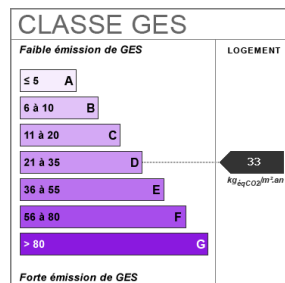 CLASSE GES
Faible émission de GES
LOGEMENT
≤ 5 A
6 à 10 B
11 à 20 C
21 à 35 D
33
kgéqCO2/m².an
36 à 55 E
56 à 80 F
> 80 G
Forte émission de GES